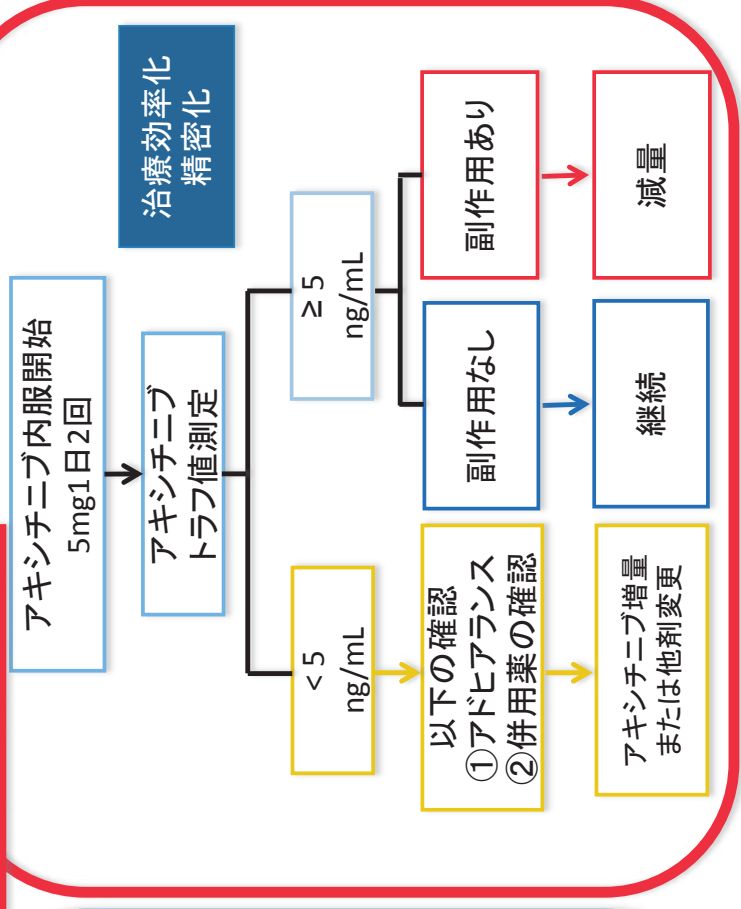 アキシチニブ内服開始
5mg1日2回
治療効率化
精密化
アキシチニブ
トラフ値測定
< 5
ng/mL
≥ 5
ng/mL
以下の確認
①アドヒアランス
②併用薬の確認
副作用なし
副作用あり
アキシチニブ増量
または他剤変更
継続
減量